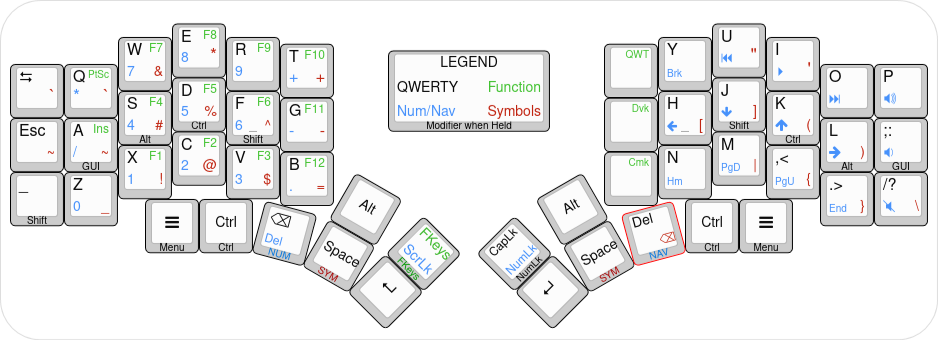 LEGEND
QWERTY Function
Num/Nav Symbols
Modifier when Held
`
Q PtSc
* `
W F7
7 &
E F8
8 *
R F9
9
T F10
+ +
Esc
~
A Ins
/ ~
GUI
S F4
4 #
Alt
D F5
5 %
Ctrl
F F6
6 _ ^
Shift
G F11
- -
_
Shift
Z
0 _
X F1
1 !
C F2
2 @
V F3
3 $
B F12
. =
Menu
Ctrl
Ctrl
Del
NUM
Space
SYM
Alt
FKeys
ScrLk
FKeys
QWT
Y
Brk
U
"
I
'
O
P
Dvk
H
_ [
J
]
Shift
K
(
Ctrl
L
)
Alt
;:
GUI
Cmk
N
Hm
M
PgD |
,<
PgU {
.>
End }
/?
\
Alt
CapLk
NumLk
NumLk
Space
SYM
Del
NAV
Ctrl
Ctrl
Menu